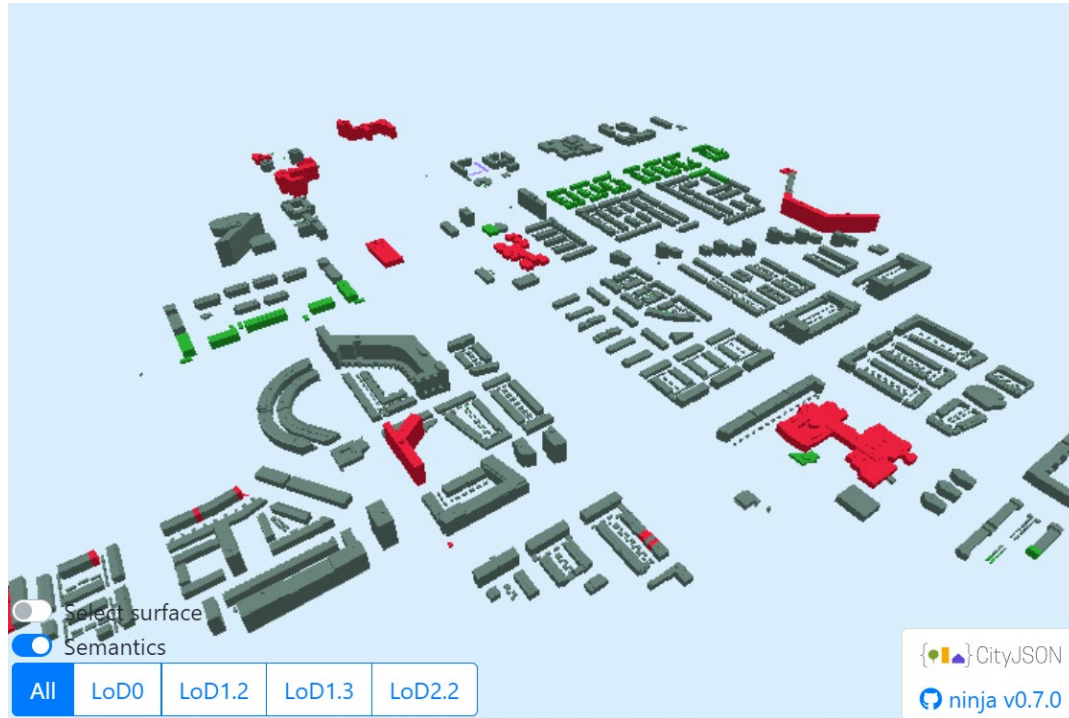 Select surface
Semantics
All LoD0 LoD1.2 LoD1.3 LoD2.2
CityJSON
ninja v0.7.0